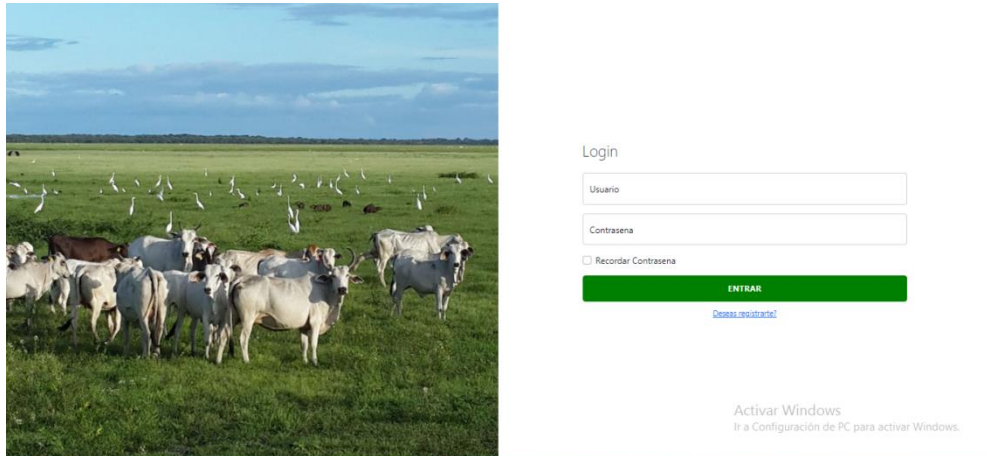 Login
Usuario
Contrasena
Recordar Contrasena
ENTRAR
Deseas registrarte?
Activar Windows
Ir a Configuración de PC para activar Windows.